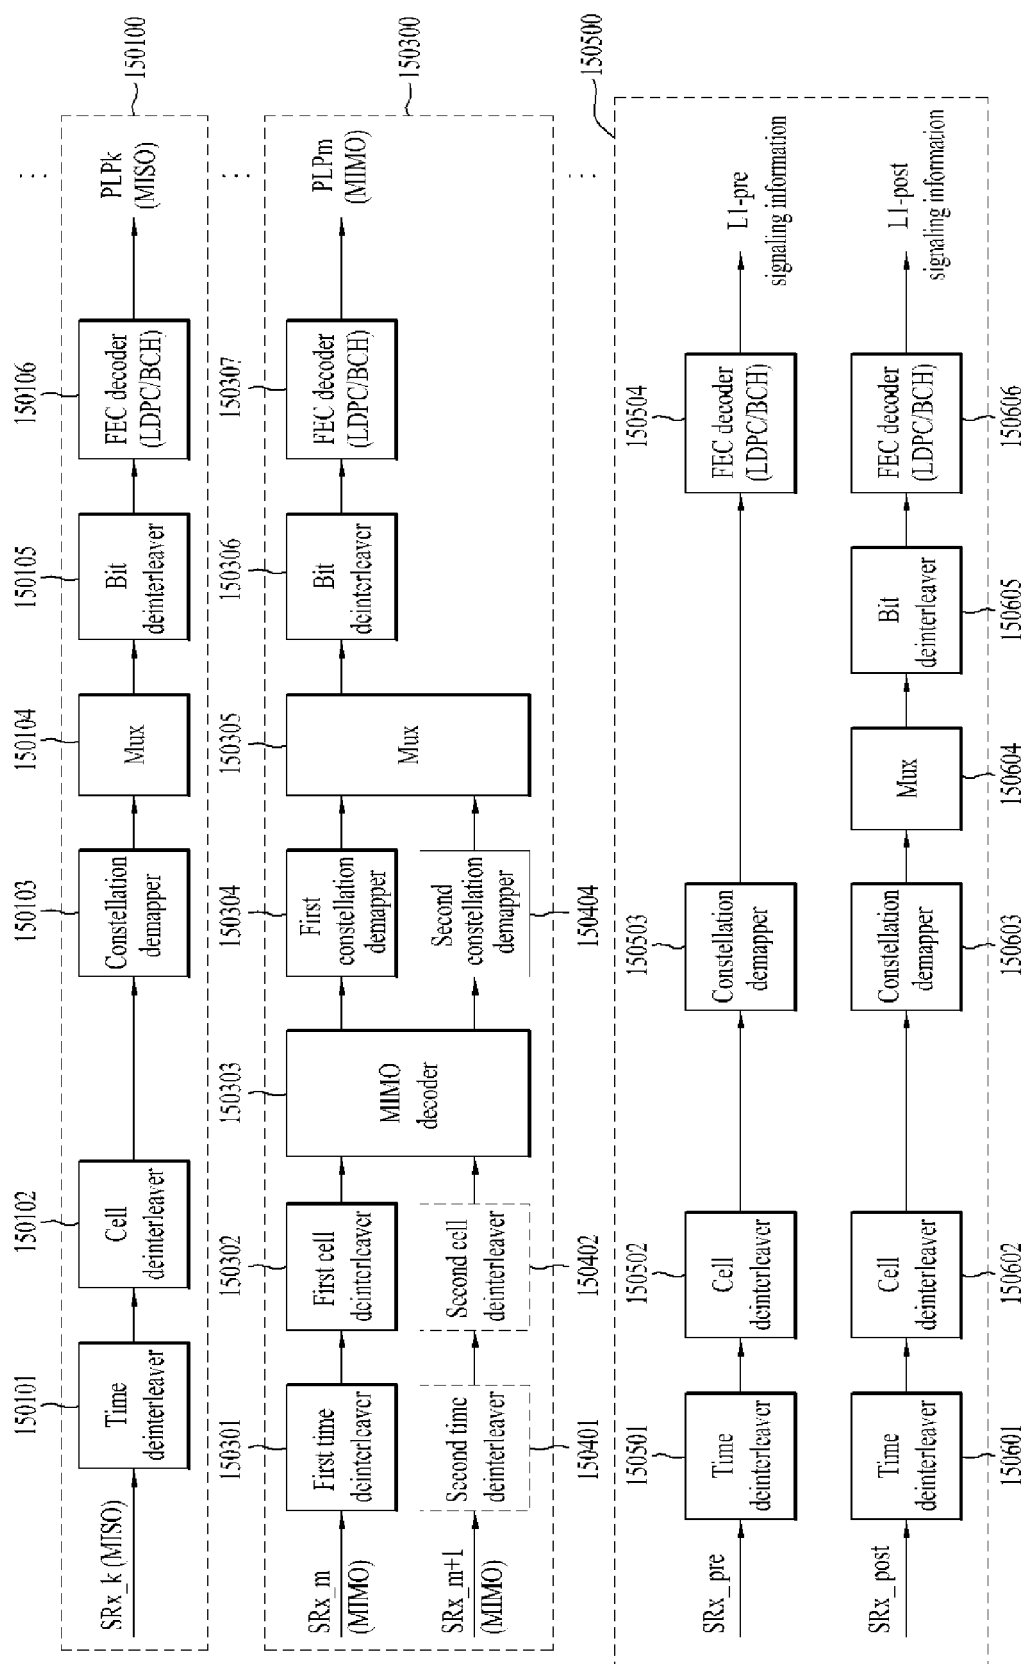 150100
SRx_k (MISO)
150101
Time
deinterleaver
150102
Cell
deinterleaver
150103
Constellation
demapper
150104
Mux
150105
Bit
deinterleaver
150106
FEC decoder
(LDPC/BCH)
PLPk
(MISO)
150300
SRx_m
(MIMO)
150301
First time
deinterleaver
150302
First cell
deinterleaver
150303
MIMO
decoder
150304
First
constellation
demapper
150305
Mux
150306
Bit
deinterleaver
150307
FEC decoder
(LDPC/BCH)
PLPm
(MIMO)
SRx_m+1
(MIMO)
Second time
deinterleaver
150401
Second cell
deinterleaver
150402
Second
constellation
demapper
150404
150500
SRx_pre
150501
Time
deinterleaver
150502
Cell
deinterleaver
150503
Constellation
demapper
150504
FEC decoder
(LDPC/BCH)
L1-pre
signaling information
SRx_post
Time
deinterleaver
150601
Cell
deinterleaver
150602
Constellation
demapper
150603
Mux
150604
Bit
deinterleaver
150605
FEC decoder
(LDPC/BCH)
150606
L1-post
signaling information